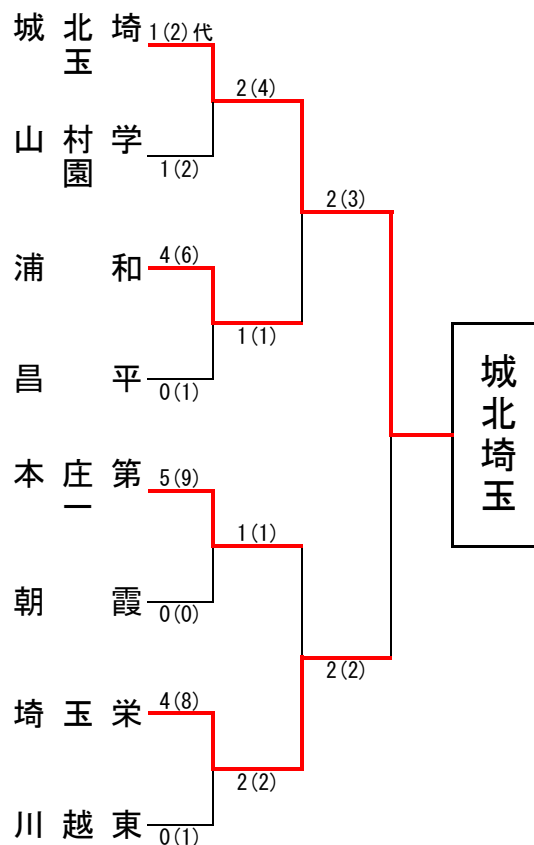 城北埼
玉
1(2)代
2(4)
山村学
園
1(2)
2(3)
浦和
4(6)
1(1)
昌平
0(1)
城北埼玉
本庄第
一
5(9)
1(1)
朝霞
0(0)
2(2)
埼玉栄
4(8)
2(2)
川越東
0(1)